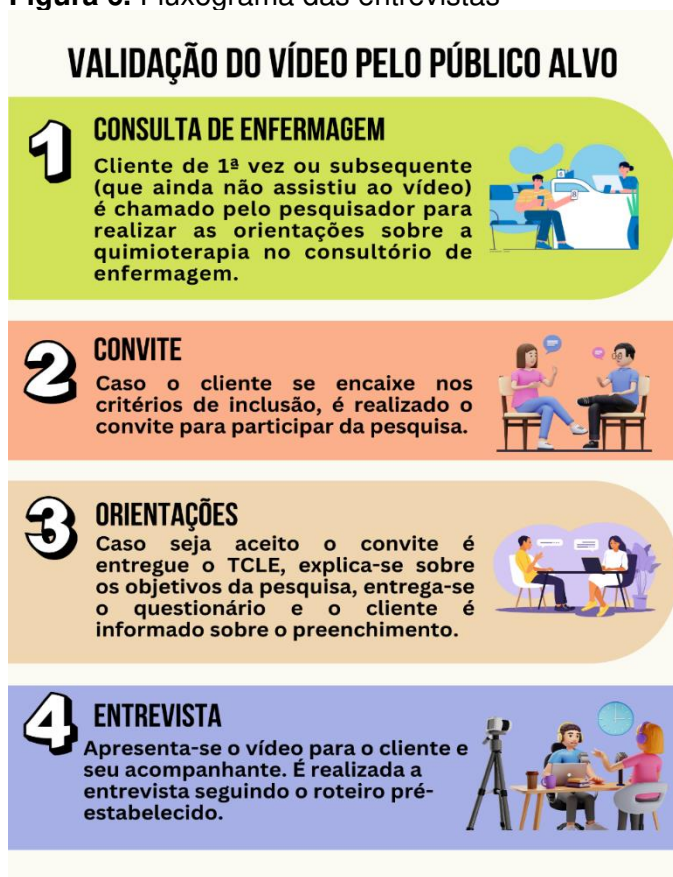 Figura 6. Fluxograma das entrevistas
VALIDAÇÃO DO VÍDEO PELO PÚBLICO ALVO
1
CONSULTA DE ENFERMAGEM
Cliente de 1ª vez ou subsequente
(que ainda não assistiu ao vídeo)
é chamado pelo pesquisador para
realizar as orientações sobre a
quimioterapia no consultório de
enfermagem.
2
CONVITE
Caso o cliente se encaixe nos
critérios de inclusão, é realizado o
convite para participar da pesquisa.
3
ORIENTAÇÕES
Caso seja aceito o convite é
entregue o TCLE, explica-se sobre
os objetivos da pesquisa, entrega-se
o questionário e o cliente é
informado sobre o preenchimento.
4
ENTREVISTA
Apresenta-se o vídeo para o cliente e
seu acompanhante. É realizada a
entrevista seguindo o roteiro pré-
estabelecido.